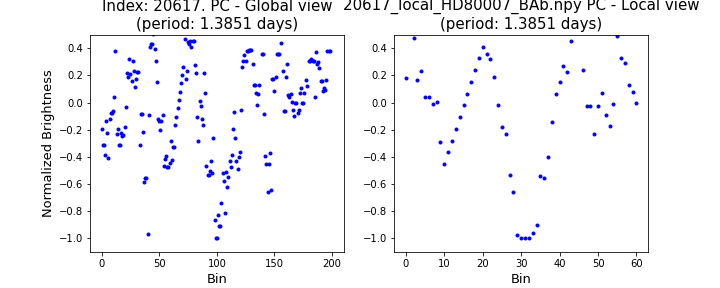 Index: 20617. PC - Global view
(period: 1.3851 days)
20617_local_HD80007_BAb.npy PC - Local view
(period: 1.3851 days)
Normalized Brightness
0.4
0.2
0.0
−0.2
−0.4
−0.6
−0.8
−1.0
0 50 100 150 200
Bin
0.4
0.2
0.0
−0.2
−0.4
−0.6
−0.8
−1.0
0 20 40 60
Bin